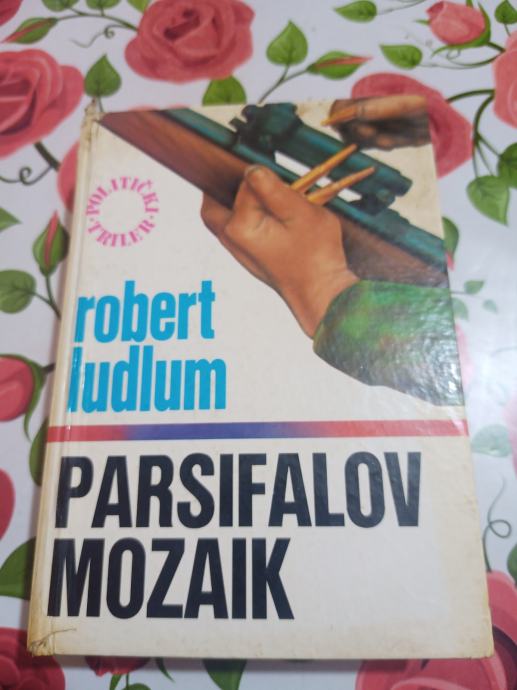 POLITIČKI
TRILER
robert
ludlum
PARSIFALOV
MOZAIK